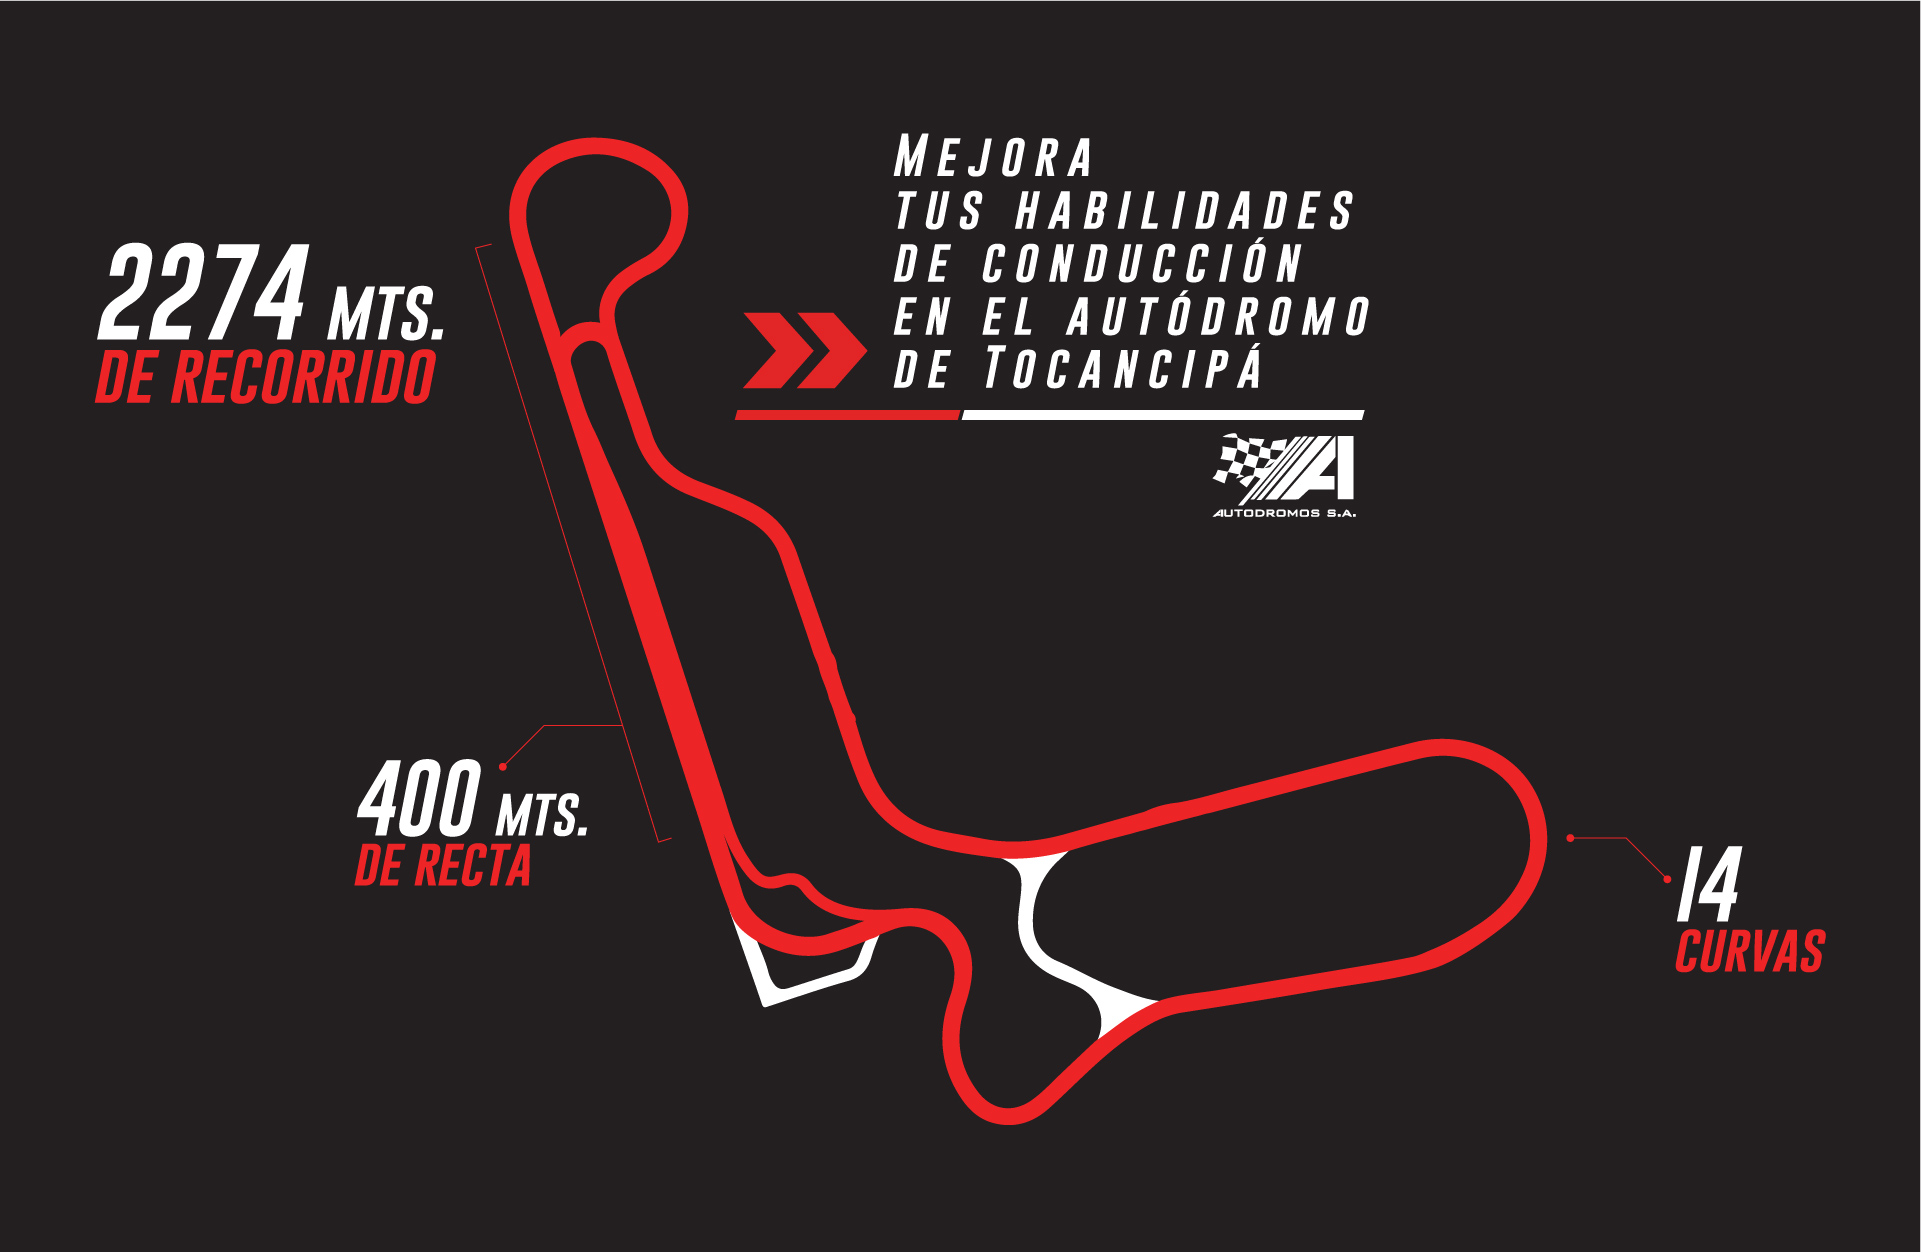 MEJORA
TUS HABILIDADES
DE CONDUCCIÓN
EN EL AUTÓDROMO
DE TOCANCIPÁ
AUTODROMOS S.A.
2274 MTS.
DE RECORRIDO
400 MTS.
DE RECTA
14
CURVAS